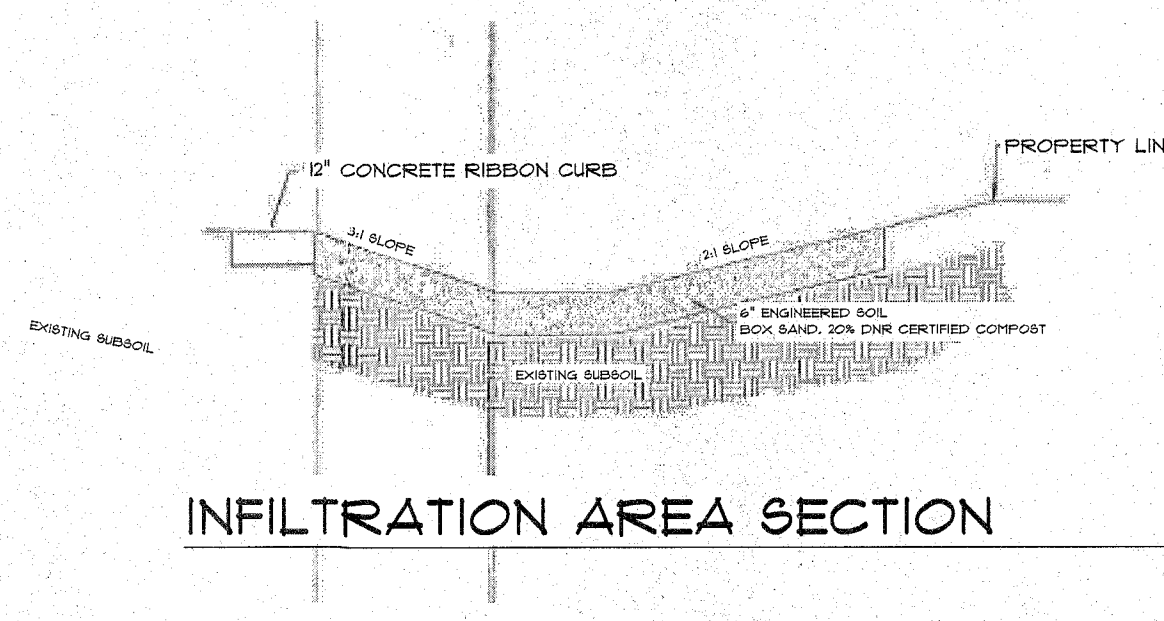 PROPERTY LIN
12" CONCRETE RIBBON CURB
3:1 SLOPE
2:1 SLOPE
6" ENGINEERED SOIL
BOX SAND, 20% DNR CERTIFIED COMPOST
EXISTING SUBSOIL
EXISTING SUBSOIL
INFILTRATION AREA SECTION